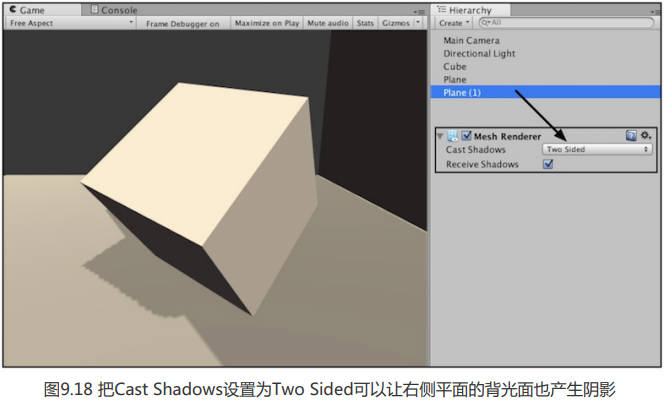 Game
Console
Free Aspect
Frame Debugger on
Maximize on Play
Mute audio
Stats
Gizmos
Hierarchy
Create
All
Main Camera
Directional Light
Cube
Plane
Plane (1)
Mesh Renderer
Cast Shadows
Two Sided
Receive Shadows
图9.18 把Cast Shadows设置为Two Sided可以让右侧平面的背光面也产生阴影